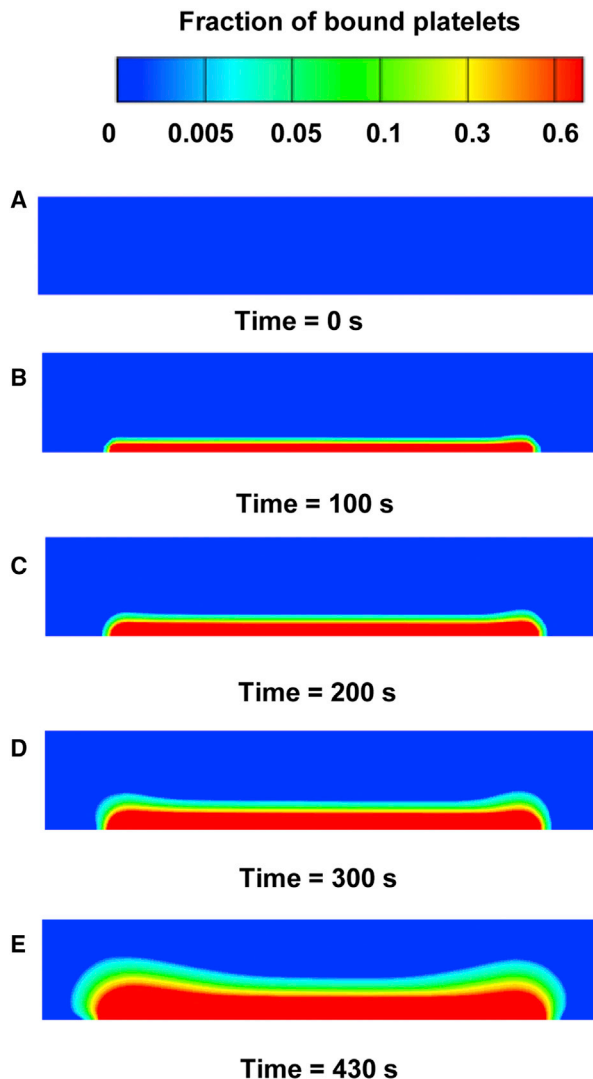 Fraction of bound platelets
0 0.005 0.05 0.1 0.3 0.6
A
Time = 0 s
B
Time = 100 s
C
Time = 200 s
D
Time = 300 s
E
Time = 430 s